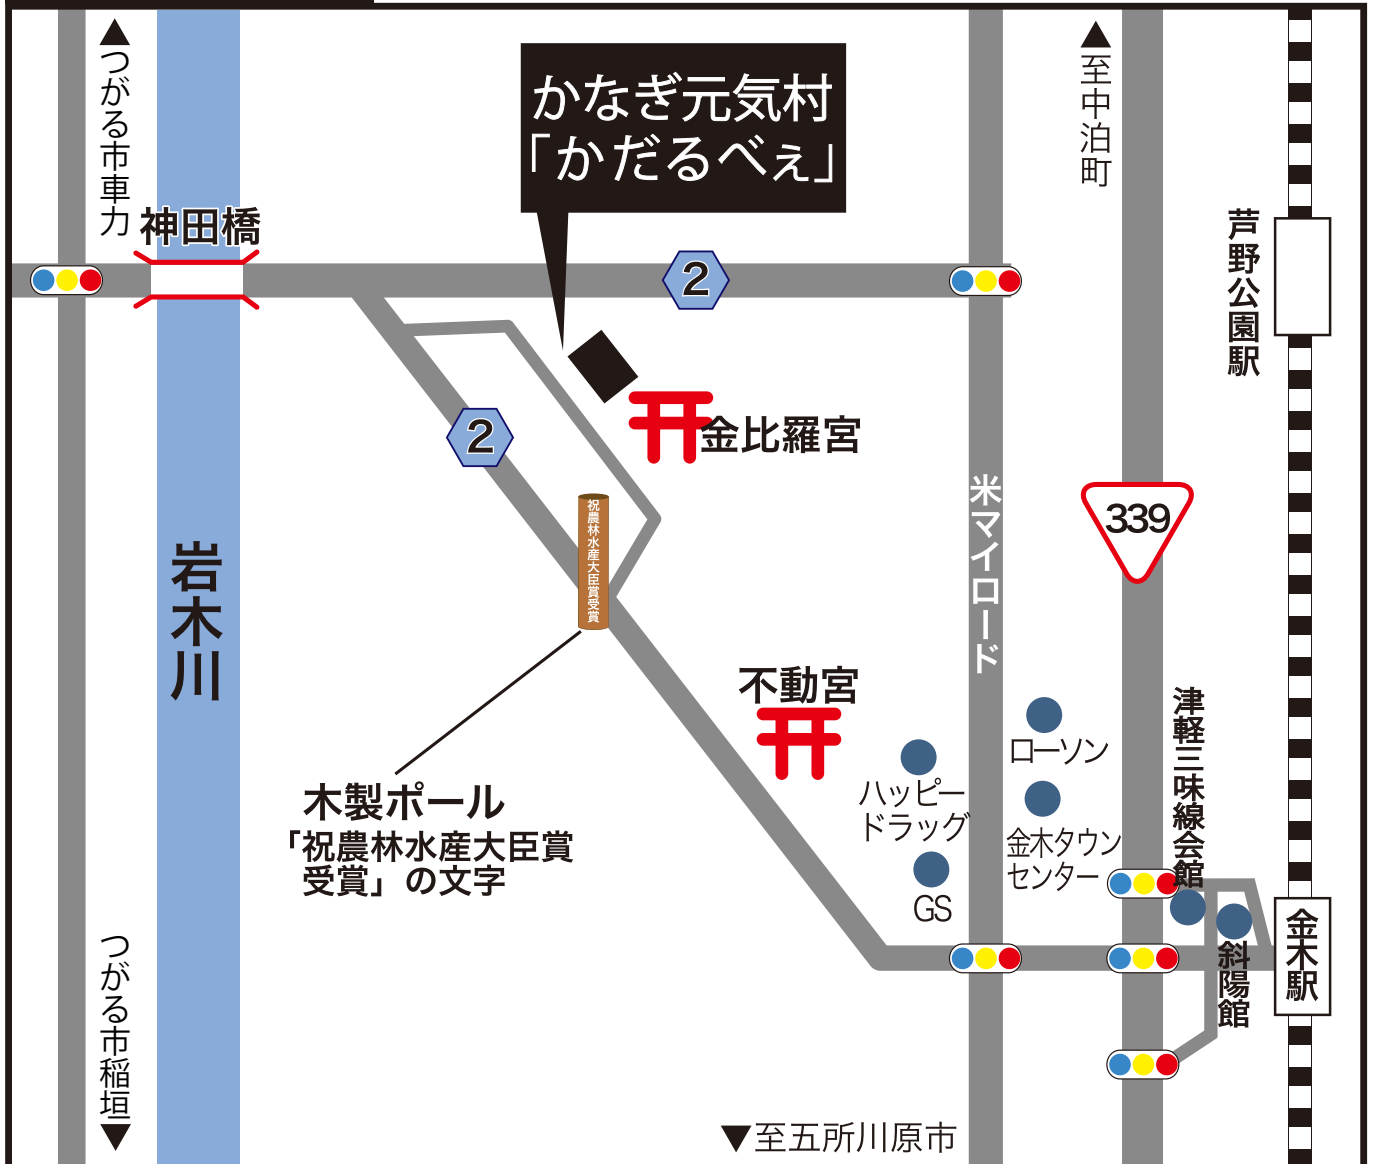 つがる市車力
神田橋
かなぎ元気村
「かだるべぇ」
至中泊町
芦野公園駅
2
2
金比羅宮
祝農林水産大臣賞受賞
米マイロード
339
岩木川
不動宮
木製ポール
「祝農林水産大臣賞
受賞」の文字
ローソン
ハッピー
ドラッグ
金木タウン
センター
GS
津軽三味線会館
斜陽館
金木駅
つがる市稲垣
至五所川原市